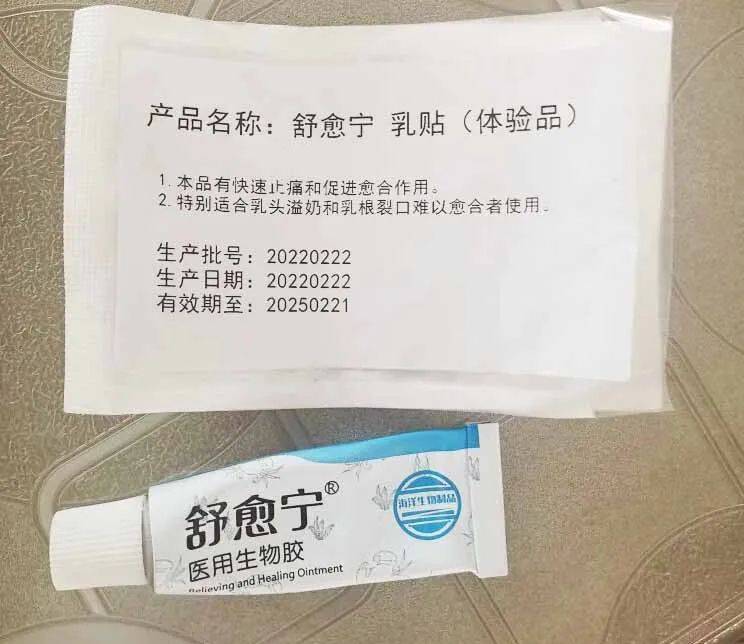 产品名称：舒愈宁 乳贴（体验品）
1. 本品有快速止痛和促进愈合作用。
2. 特别适合乳头溢奶和乳根裂口难以愈合者使用。
生产批号：20220222
生产日期：20220222
有效期至：20250221
舒愈宁®
海洋生物制品
医用生物胶
Relieving and Healing Ointment